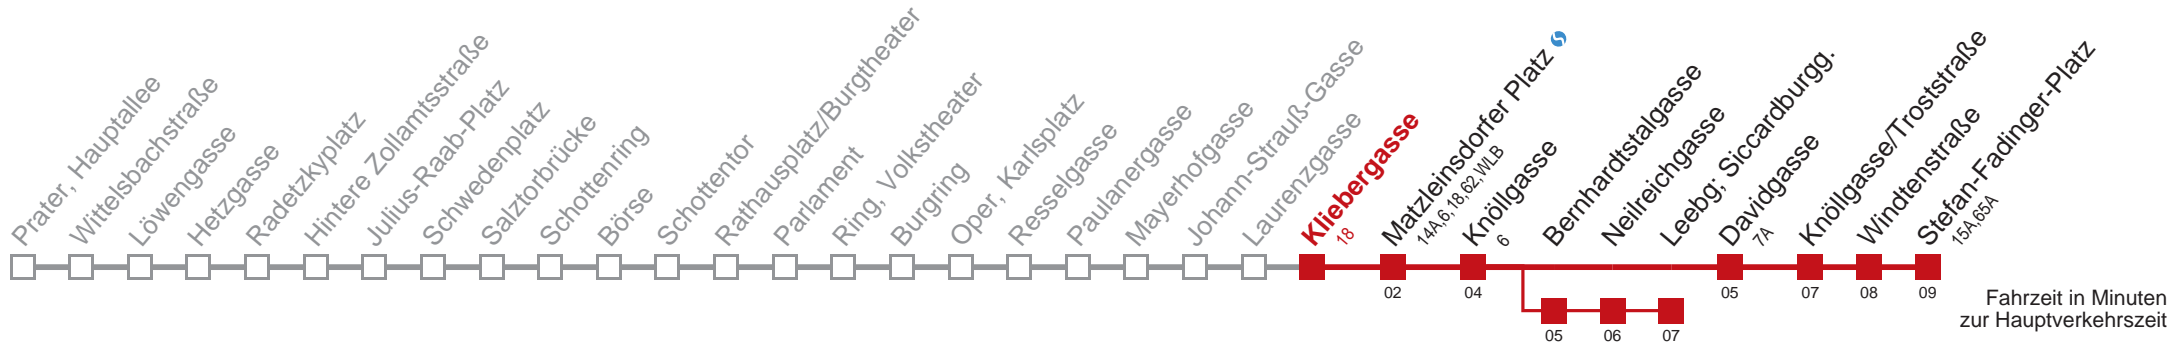 Prater, Hauptallee
Wittelsbachstraße
Löwengasse
Hetzgasse
Radetzkyplatz
Hintere Zollamtsstraße
Julius-Raab-Platz
Schwedenplatz
Salztorbrücke
Schottenring
Börse
Schottentor
Rathausplatz/Burgtheater
Parlament
Ring, Volkstheater
Burgring
Oper, Karlsplatz
Resselgasse
Paulanergasse
Mayerhofgasse
Johann-Strauß-Gasse
Laurenzgasse
Kliebergasse
18
Matzleinsdorfer Platz
14A,6,18,62,WLB
Knöllgasse
6
Bernhardtstalgasse
Neilreichgasse
Leebg; Siccardburgg.
Davidgasse
7A
Knöllgasse/Troststraße
Windtenstraße
Stefan-Fadinger-Platz
15A,65A
02
04
05
07
08
09
05
06
07
Fahrzeit in Minuten
zur Hauptverkehrszeit